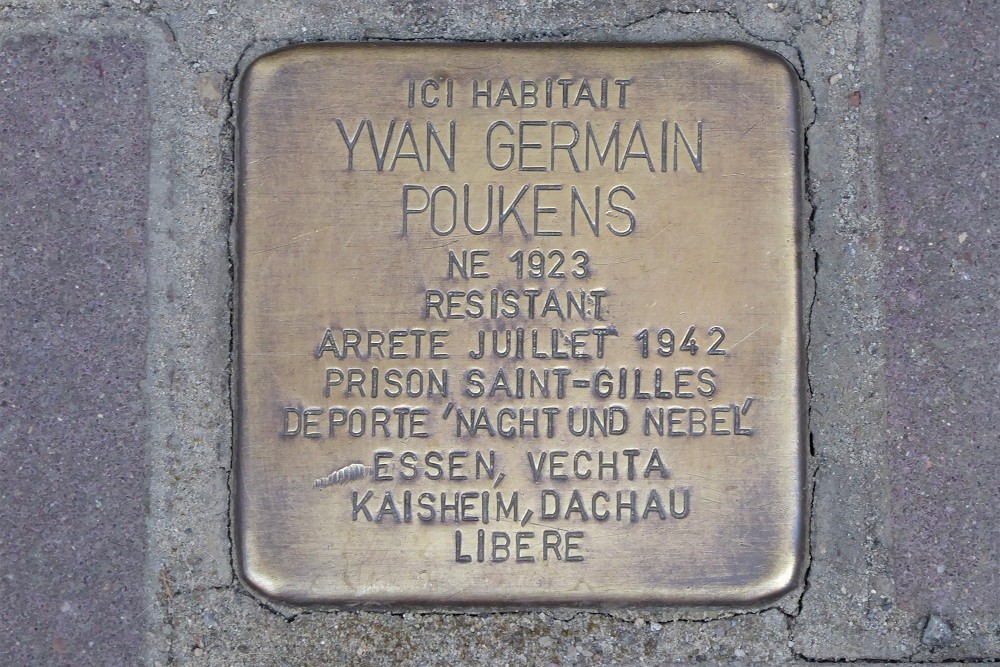 ICI HABITAIT
YVAN GERMAIN
POUKENS
NE 1923
RESISTANT
ARRETE JUILLET 1942
PRISON SAINT-GILLES
DEPORTE 'NACHT UND NEBEL'
ESSEN, VECHTA
KAISHEIM, DACHAU
LIBERE